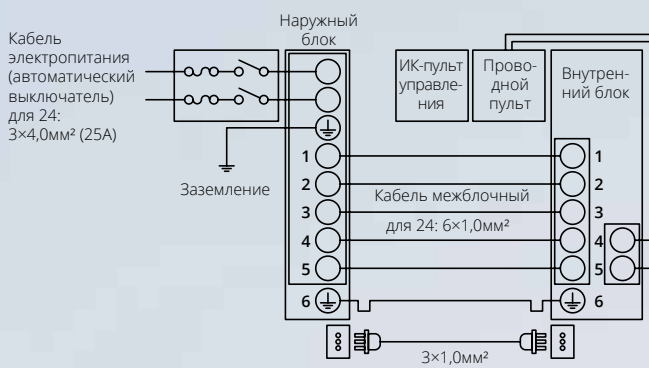 Наружный
блок
Кабель
электропитания
(автоматический
выключатель)
для 24:
3×4,0мм² (25А)
Заземление
ИК-пульт
управле-
ния
Прово-
дной
пульт
Внутрен-
ний блок
1
2
3
4
5
6
Кабель межблочный
для 24: 6×1,0мм²
1
2
3
4
5
6
3×1,0мм²